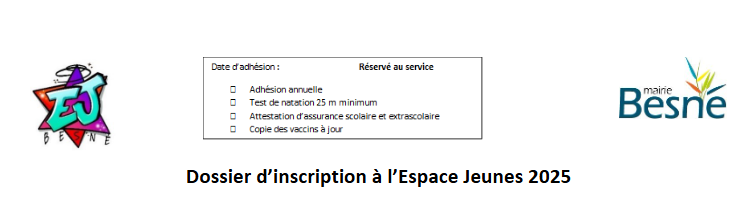 Date d'adhésion : Réservé au service
Adhésion annuelle
Test de natation 25 m minimum
Attestation d'assurance scolaire et extrascolaire
Copie des vaccins à jour
EJ
BESNÉ
mairie
Besné
Dossier d'inscription à l'Espace Jeunes 2025